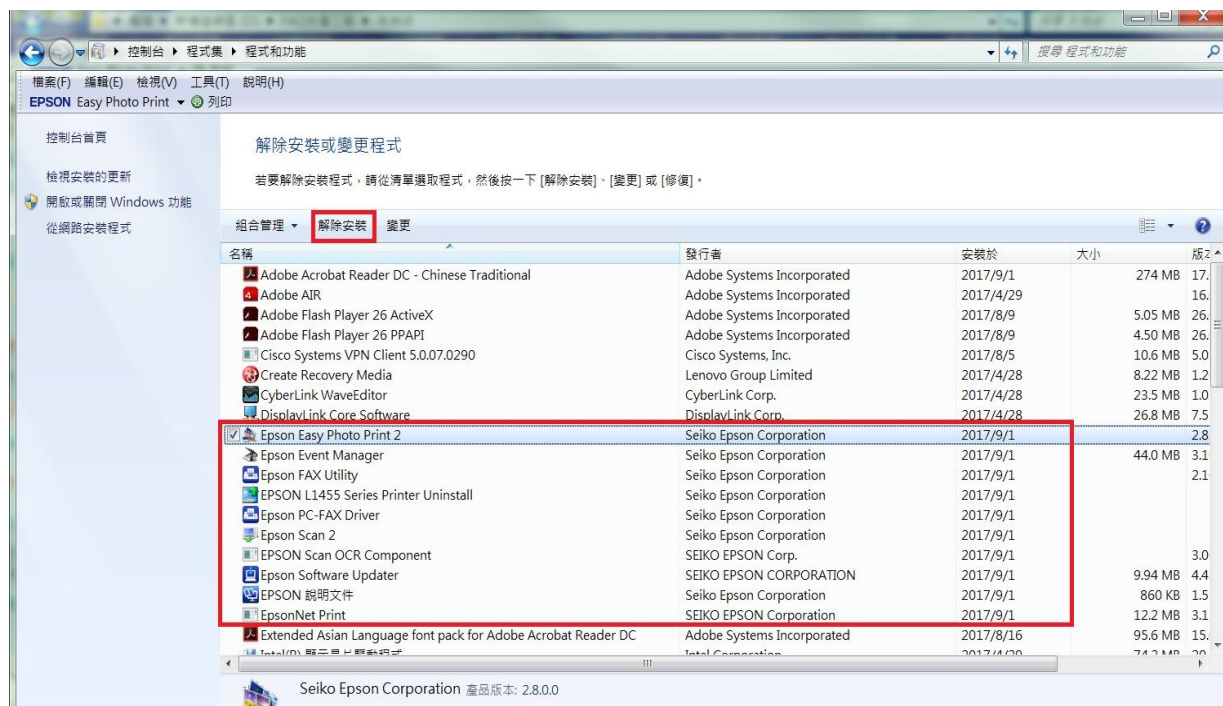 控制台 ▸ 程式集 ▸ 程式和功能
搜尋 程式和功能
檔案(F) 編輯(E) 檢視(V) 工具(T) 說明(H)
EPSON Easy Photo Print 列印
控制台首頁
檢視安裝的更新
開啟或關閉 Windows 功能
從網路安裝程式
解除安裝或變更程式
若要解除安裝程式，請從清單選取程式，然後按一下 [解除安裝]、[變更] 或 [修復]。
組合管理 解除安裝 變更
名稱 發行者 安裝於 大小
Adobe Acrobat Reader DC - Chinese Traditional Adobe Systems Incorporated 2017/9/1 274 MB 17.
Adobe AIR Adobe Systems Incorporated 2017/4/29 16.
Adobe Flash Player 26 ActiveX Adobe Systems Incorporated 2017/8/9 5.05 MB 26.
Adobe Flash Player 26 PPAPI Adobe Systems Incorporated 2017/8/9 4.50 MB 26.
Cisco Systems VPN Client 5.0.07.0290 Cisco Systems, Inc. 2017/8/5 10.6 MB 5.0
Create Recovery Media Lenovo Group Limited 2017/4/28 8.22 MB 1.2
CyberLink WaveEditor CyberLink Corp. 2017/4/28 23.5 MB 1.0
DisplayLink Core Software DisplayLink Corp. 2017/4/28 26.8 MB 7.5
Epson Easy Photo Print 2 Seiko Epson Corporation 2017/9/1 2.8
Epson Event Manager Seiko Epson Corporation 2017/9/1 44.0 MB 3.1
Epson FAX Utility Seiko Epson Corporation 2017/9/1 2.1
EPSON L1455 Series Printer Uninstall Seiko Epson Corporation 2017/9/1
Epson PC-FAX Driver Seiko Epson Corporation 2017/9/1
Epson Scan 2 Seiko Epson Corporation 2017/9/1
EPSON Scan OCR Component SEIKO EPSON Corp. 2017/9/1 3.0
Epson Software Updater SEIKO EPSON CORPORATION 2017/9/1 9.94 MB 4.4
EPSON 說明文件 Seiko Epson Corporation 2017/9/1 860 KB 1.5
EpsonNet Print SEIKO EPSON Corporation 2017/9/1 12.2 MB 3.1
Extended Asian Language font pack for Adobe Acrobat Reader DC Adobe Systems Incorporated 2017/8/16 95.6 MB 15.
Seiko Epson Corporation 產品版本: 2.8.0.0